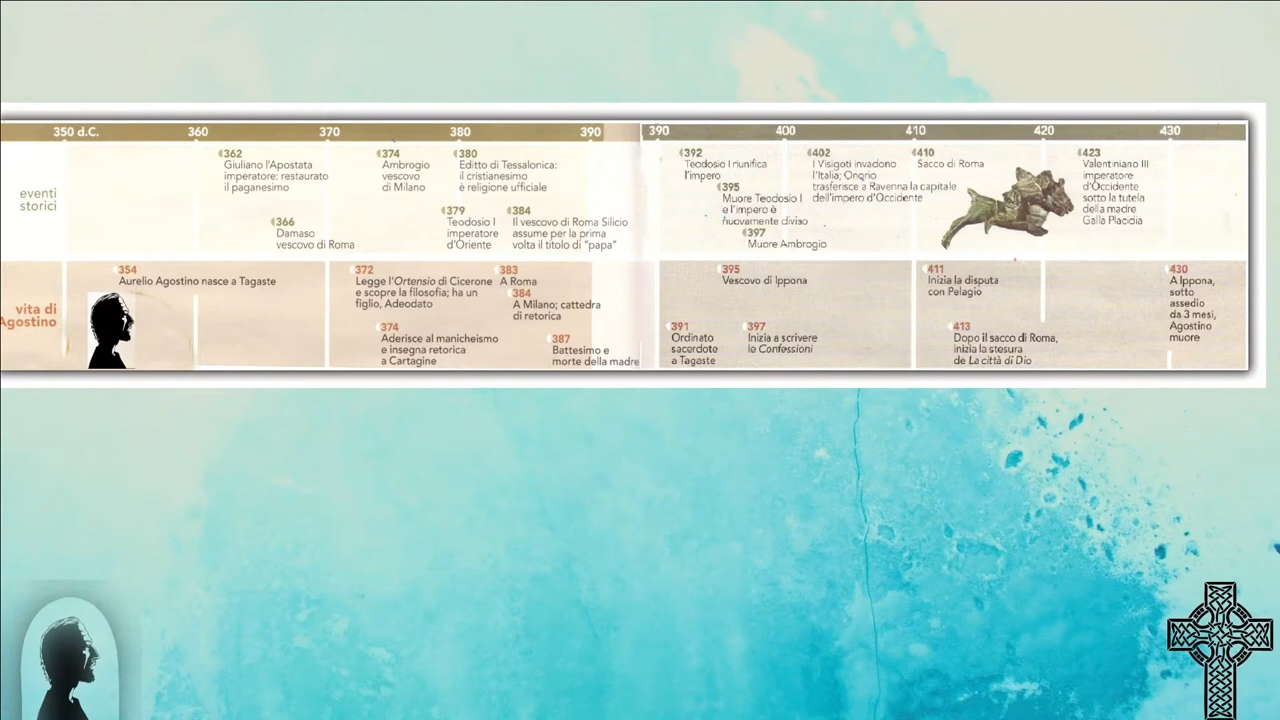 350 d.C. 360 370 380 390 390 400 410 420 430
eventi
storici
362
Giuliano l'Apostata
imperatore: restaurato
il paganesimo
366
Damaso
vescovo di Roma
374
Ambrogio
vescovo
di Milano
380
Editto di Tessalonica:
il cristianesimo
è religione ufficiale
379
Teodosio I
imperatore
d'Oriente
384
Il vescovo di Roma Silicio
assume per la prima
volta il titolo di "papa"
392
Teodosio I riunifica
l'impero
395
Muore Teodosio I
e l'impero è
nuovamente diviso
397
Muore Ambrogio
402
I Visigoti invadono
l'Italia; Onorio
trasferisce a Ravenna la capitale
dell'impero d'Occidente
410
Sacco di Roma
423
Valentiniano III
imperatore
d'Occidente
sotto la tutela
della madre
Galla Placidia
vita di
Agostino
354
Aurelio Agostino nasce a Tagaste
372
Legge l'Ortensio di Cicerone
e scopre la filosofia; ha un
figlio, Adeodato
374
Aderisce al manicheismo
e insegna retorica
a Cartagine
383
A Roma
384
A Milano; cattedra
di retorica
387
Battesimo e
morte della madre
395
Vescovo di Ippona
391
Ordinato
sacerdote
a Tagaste
397
Inizia a scrivere
le Confessioni
411
Inizia la disputa
con Pelagio
413
Dopo il sacco di Roma,
inizia la stesura
de La città di Dio
430
A Ippona,
sotto
assedio
da 3 mesi,
Agostino
muore